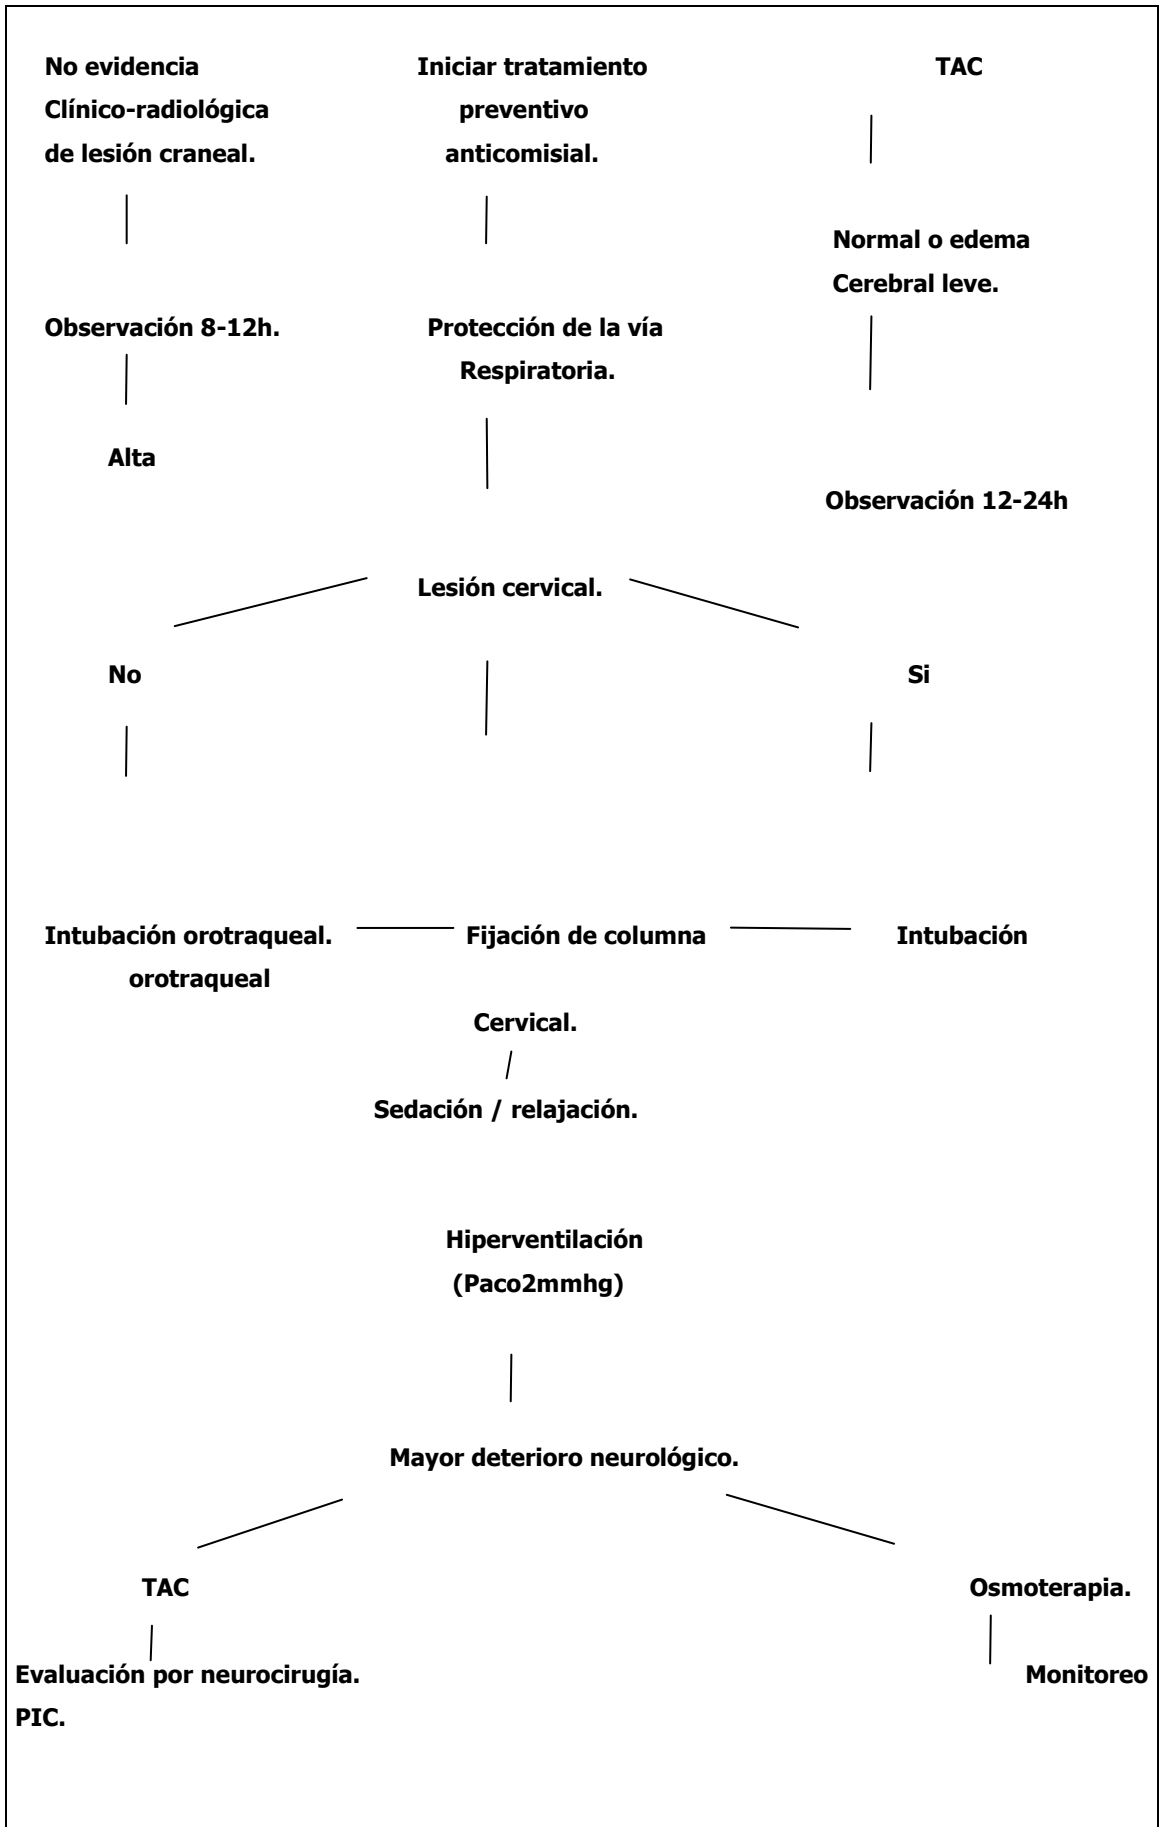 No evidencia Iniciar tratamiento TAC
Clínico-radiológica preventivo
de lesión craneal. anticomisial.
Normal o edema
Cerebral leve.
Observación 8-12h. Protección de la vía
Respiratoria.
Alta
Observación 12-24h
Lesión cervical.
No Si
Intubación orotraqueal. Fijación de columna Intubación
orotraqueal
Cervical.
Sedación / relajación.
Hiperventilación
(Paco2mmhg)
Mayor deterioro neurológico.
TAC Osmoterapia.
Evaluación por neurocirugía. Monitoreo
PIC.